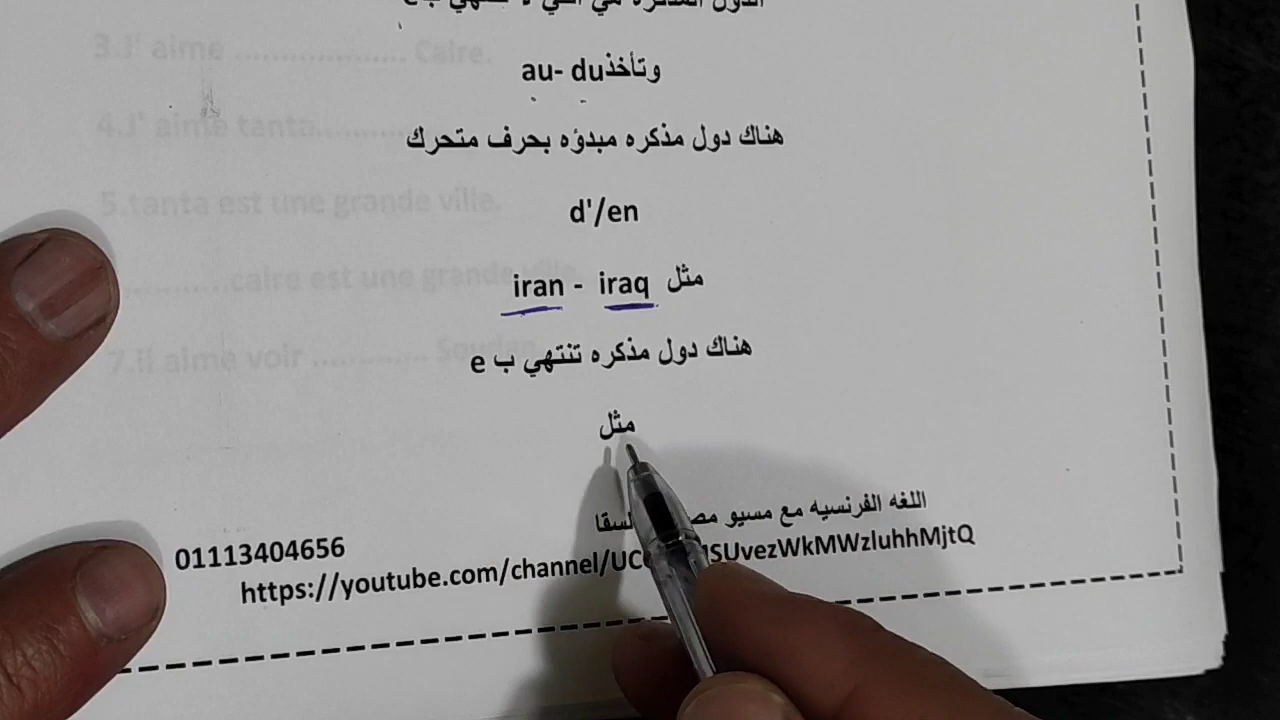 وتأخذ au- du
هناك دول مذكره مبدؤه بحرف متحرك
d'/en
مثل iran - iraq
هناك دول مذكره تنتهي ب e
مثل
اللغه الفرنسيه مع مسيو السقا
01113404656
https://youtube.com/channel/
3.J' aime .................. Caire.
4.J' aime tanta..............
5.tanta est une grande ville.
............caire est une grande ville.
7.il aime voir ............ Soudan